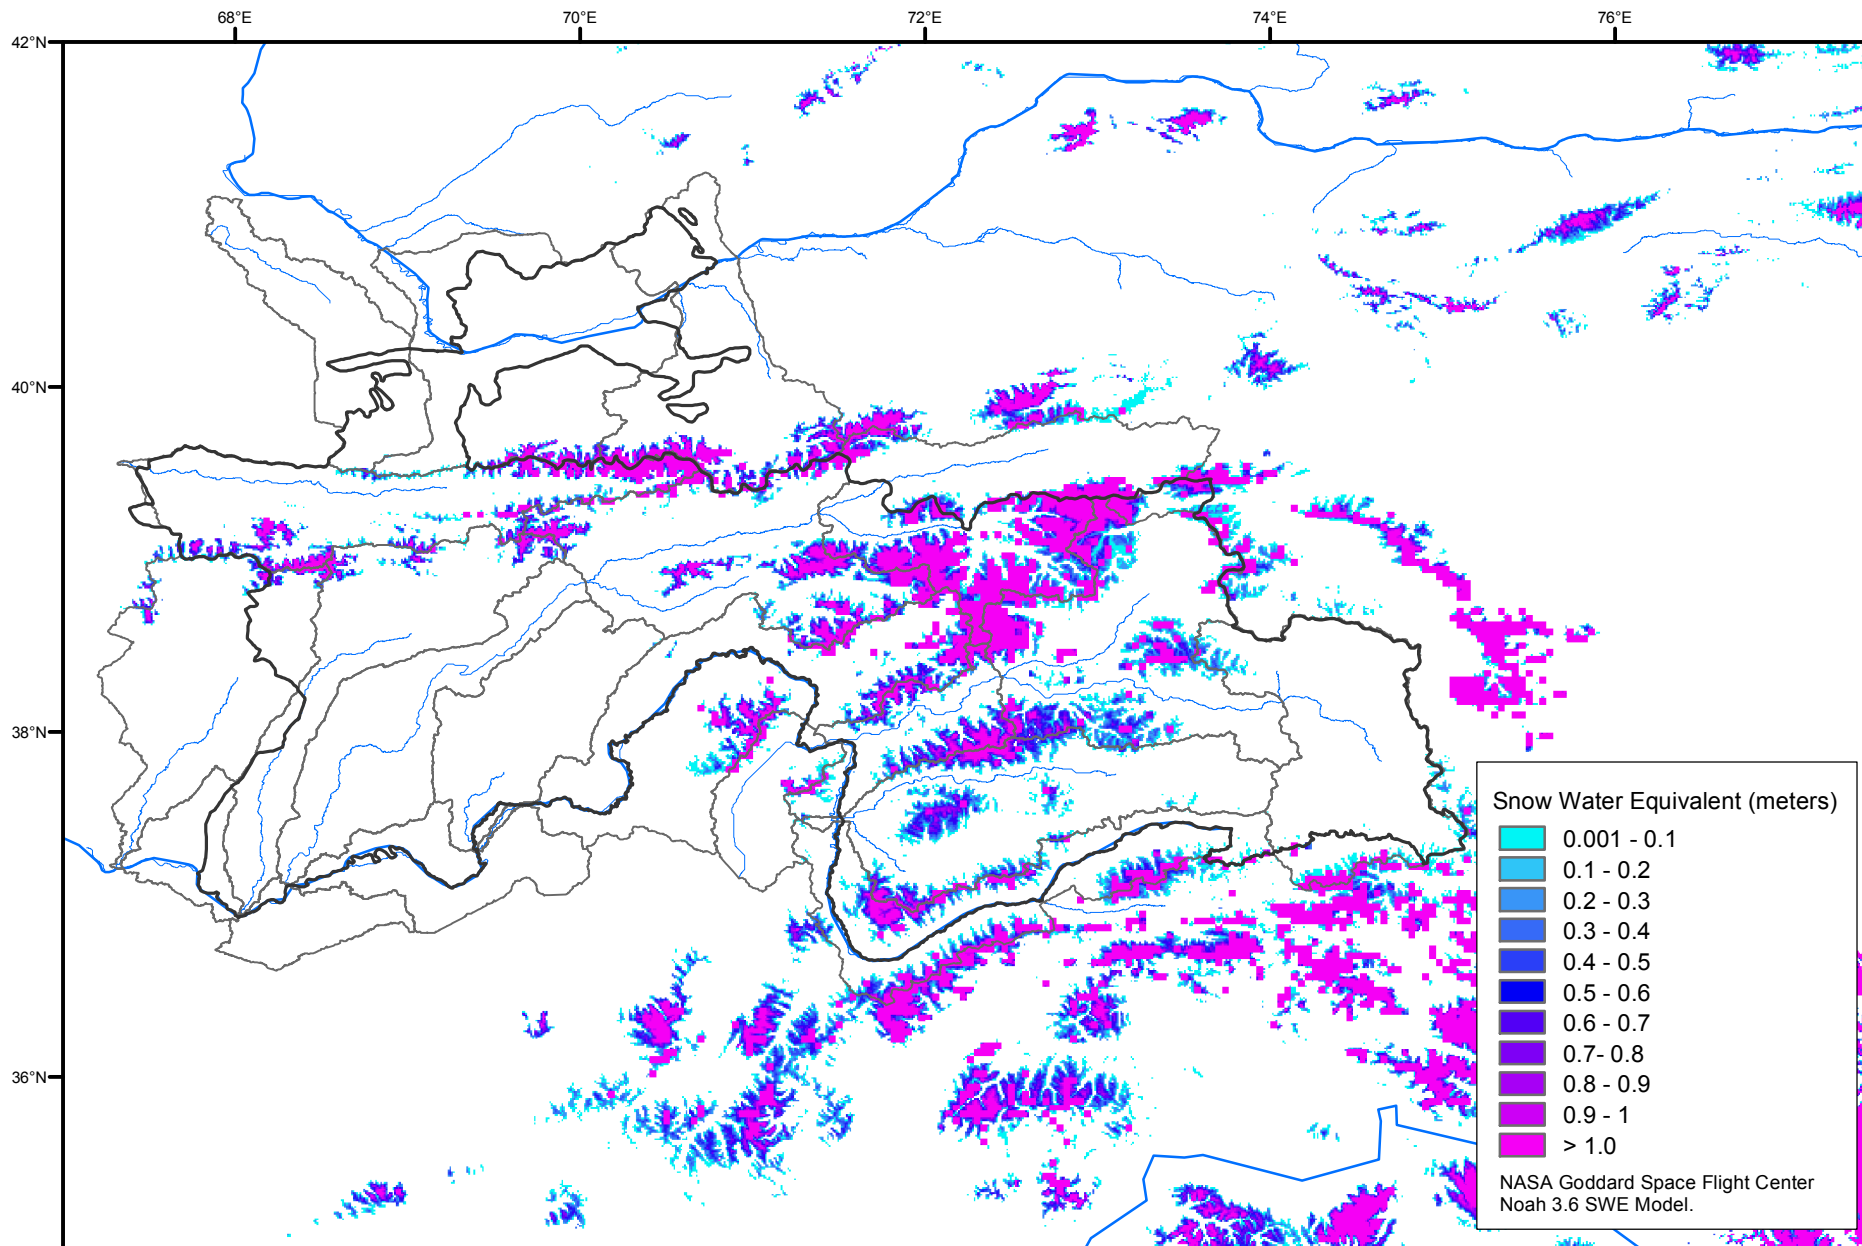 68°E 70°E 72°E 74°E 76°E
42°N
40°N
38°N
36°N
Snow Water Equivalent (meters)
0.001 - 0.1
0.1 - 0.2
0.2 - 0.3
0.3 - 0.4
0.4 - 0.5
0.5 - 0.6
0.6 - 0.7
0.7- 0.8
0.8 - 0.9
0.9 - 1
> 1.0
NASA Goddard Space Flight Center
Noah 3.6 SWE Model.